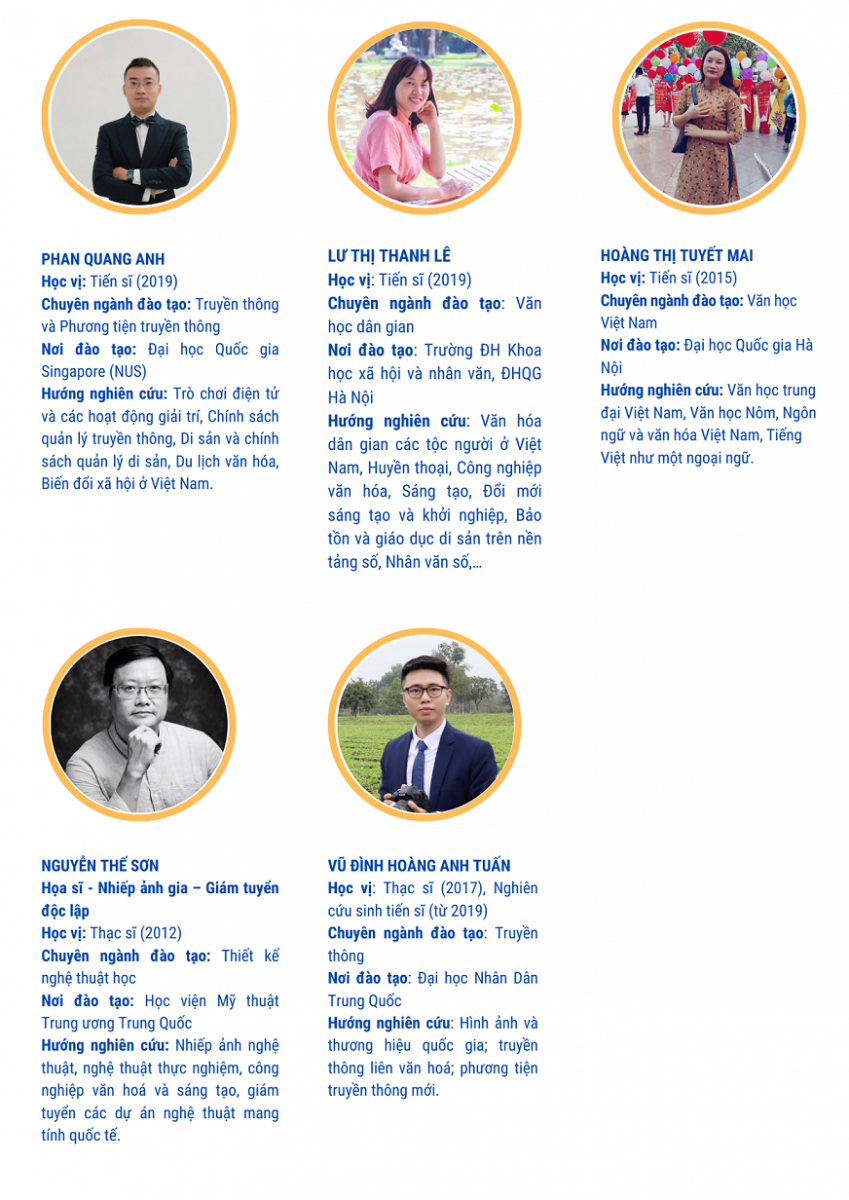 PHAN QUANG ANH
Học vị: Tiến sĩ (2019)
Chuyên ngành đào tạo: Truyền thông
và Phương tiện truyền thông
Nơi đào tạo: Đại học Quốc gia
Singapore (NUS)
Hướng nghiên cứu: Trò chơi điện tử
và các hoạt động giải trí, Chính sách
quản lý truyền thông, Di sản và chính
sách quản lý di sản, Du lịch văn hóa,
Biến đổi xã hội ở Việt Nam.
LƯ THỊ THANH LÊ
Học vị: Tiến sĩ (2019)
Chuyên ngành đào tạo: Văn
học dân gian
Nơi đào tạo: Trường ĐH Khoa
học xã hội và nhân văn, ĐHQG
Hà Nội
Hướng nghiên cứu: Văn hóa
dân gian các tộc người ở Việt
Nam, Huyền thoại, Công nghiệp
văn hóa, Sáng tạo, Đổi mới
sáng tạo và khởi nghiệp, Bảo
tồn và giáo dục di sản trên nền
tảng số, Nhân văn số,...
HOÀNG THỊ TUYẾT MAI
Học vị: Tiến sĩ (2015)
Chuyên ngành đào tạo: Văn học
Việt Nam
Nơi đào tạo: Đại học Quốc gia Hà
Nội
Hướng nghiên cứu: Văn học trung
đại Việt Nam, Văn học Nôm, Ngôn
ngữ và văn hóa Việt Nam, Tiếng
Việt như một ngoại ngữ.
NGUYỄN THẾ SƠN
Họa sĩ - Nhiếp ảnh gia – Giám tuyển
độc lập
Học vị: Thạc sĩ (2012)
Chuyên ngành đào tạo: Thiết kế
nghệ thuật học
Nơi đào tạo: Học viện Mỹ thuật
Trung ương Trung Quốc
Hướng nghiên cứu: Nhiếp ảnh nghệ
thuật, nghệ thuật thực nghiệm, công
nghiệp văn hoá và sáng tạo, giám
tuyển các dự án nghệ thuật mang
tính quốc tế.
VŨ ĐÌNH HOÀNG ANH TUẤN
Học vị: Thạc sĩ (2017), Nghiên
cứu sinh tiến sĩ (từ 2019)
Chuyên ngành đào tạo: Truyền
thông
Nơi đào tạo: Đại học Nhân Dân
Trung Quốc
Hướng nghiên cứu: Hình ảnh và
thương hiệu quốc gia; truyền
thông liên văn hoá; phương tiện
truyền thông mới.